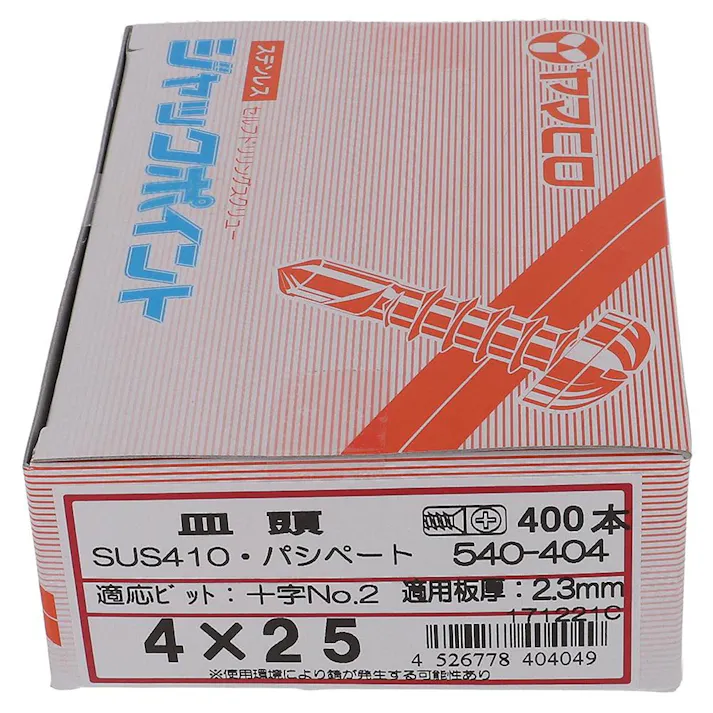 ヤマヒロ
ステンレス
セルフドリリングスクリュー
ジャックポイント
皿頭
400本
SUS410・パシペート 540-404
適応ビット：十字No.2 適用板厚：2.3mm
171221C
4×25
4 526778 404049
※使用環境により錆が発生する可能性あり